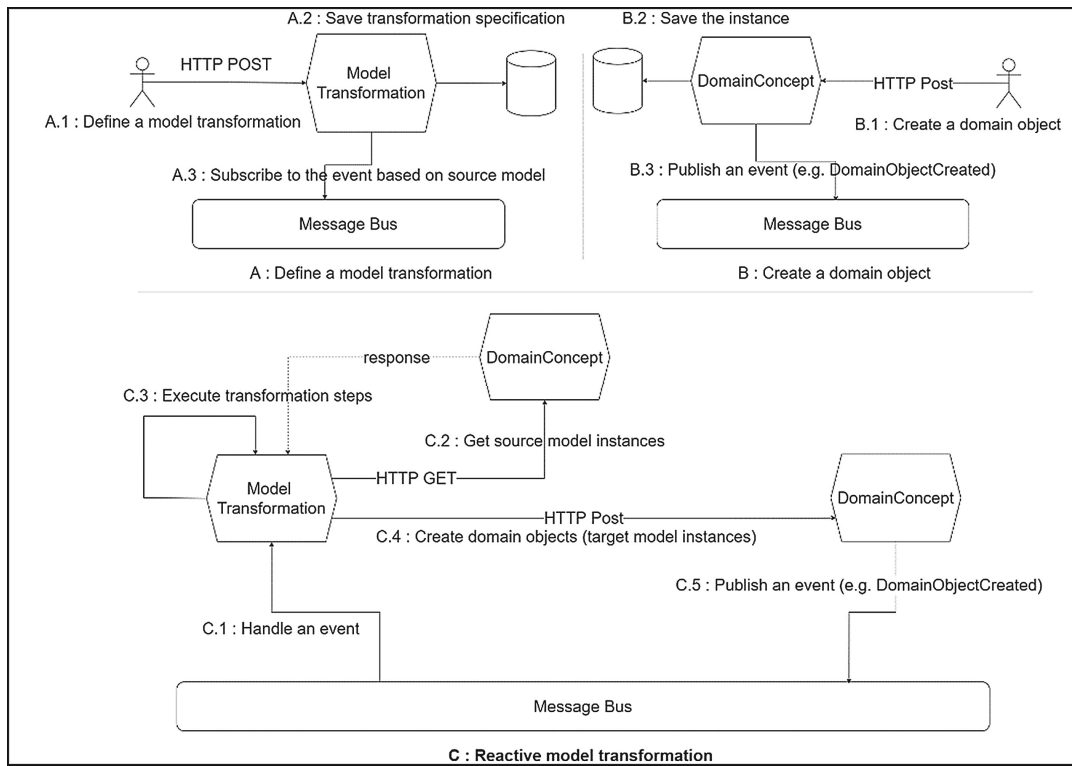 A.2 : Save transformation specification
HTTP POST
Model
Transformation
A.1 : Define a model transformation
A.3 : Subscribe to the event based on source model
Message Bus
A : Define a model transformation
B.2 : Save the instance
DomainConcept
HTTP Post
B.1 : Create a domain object
B.3 : Publish an event (e.g. DomainObjectCreated)
Message Bus
B : Create a domain object
response
DomainConcept
C.3 : Execute transformation steps
C.2 : Get source model instances
HTTP GET
Model
Transformation
DomainConcept
HTTP Post
C.4 : Create domain objects (target model instances)
C.5 : Publish an event (e.g. DomainObjectCreated)
C.1 : Handle an event
Message Bus
C : Reactive model transformation